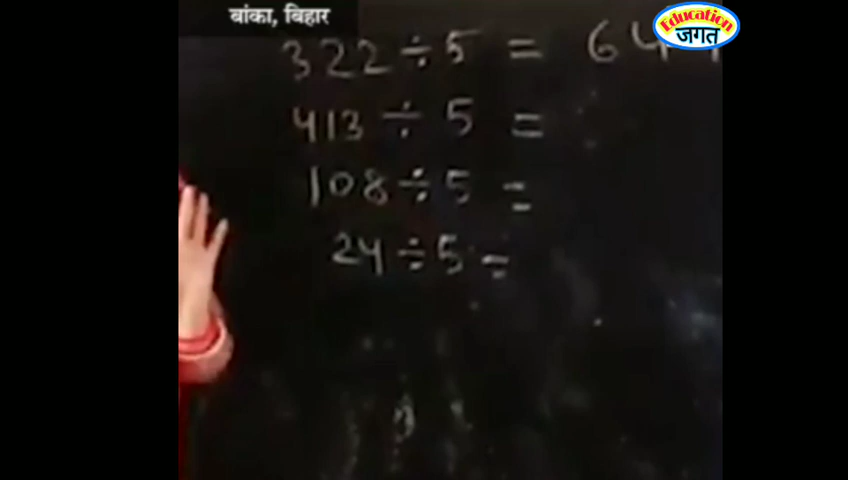 बांका, बिहार
Education
जगत
322 ÷ 5 = 64
413 ÷ 5 =
108 ÷ 5 =
24 ÷ 5 =